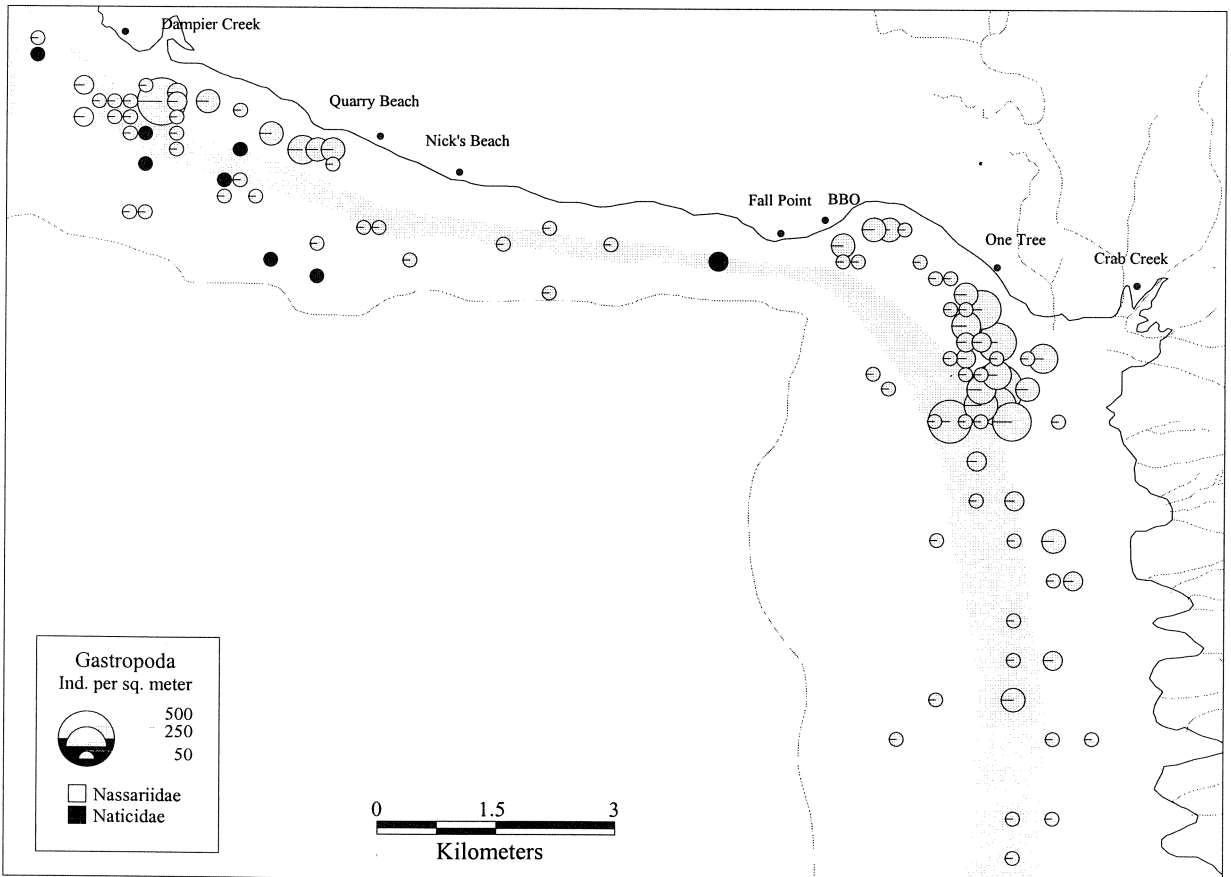 Dampier Creek
Quarry Beach
Nick's Beach
Fall Point BBO
One Tree
Crab Creek
Gastropoda
Ind. per sq. meter
500
250
50
Nassariidae
Naticidae
0 1.5 3
Kilometers